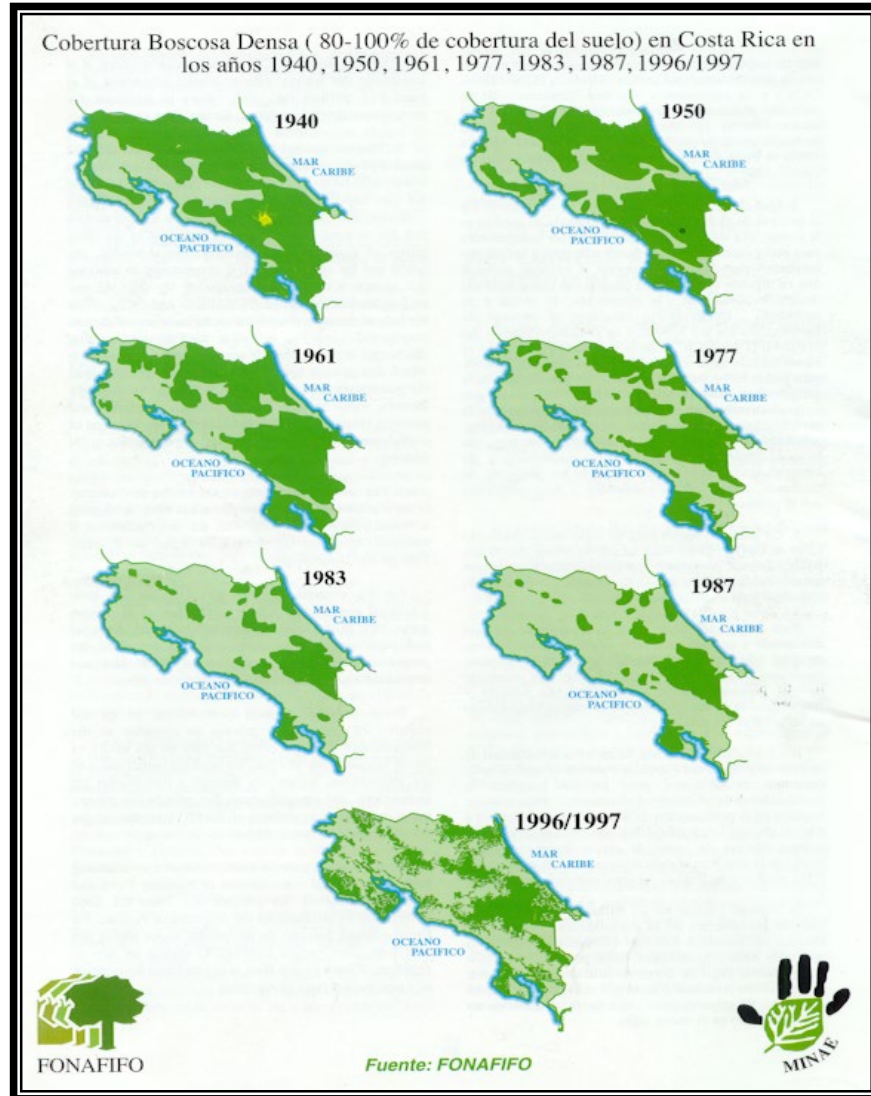 Cobertura Boscosa Densa ( 80-100% de cobertura del suelo) en Costa Rica en
los años 1940, 1950, 1961, 1977, 1983, 1987, 1996/1997
1940
MAR
CARIBE
OCEANO
PACIFICO
1950
MAR
CARIBE
OCEANO
PACIFICO
1961
MAR
CARIBE
OCEANO
PACIFICO
1977
MAR
CARIBE
OCEANO
PACIFICO
1983
MAR
CARIBE
OCEANO
PACIFICO
1987
MAR
CARIBE
OCEANO
PACIFICO
1996/1997
MAR
CARIBE
OCEANO
PACIFICO
FONAFIFO
Fuente: FONAFIFO
MINAE